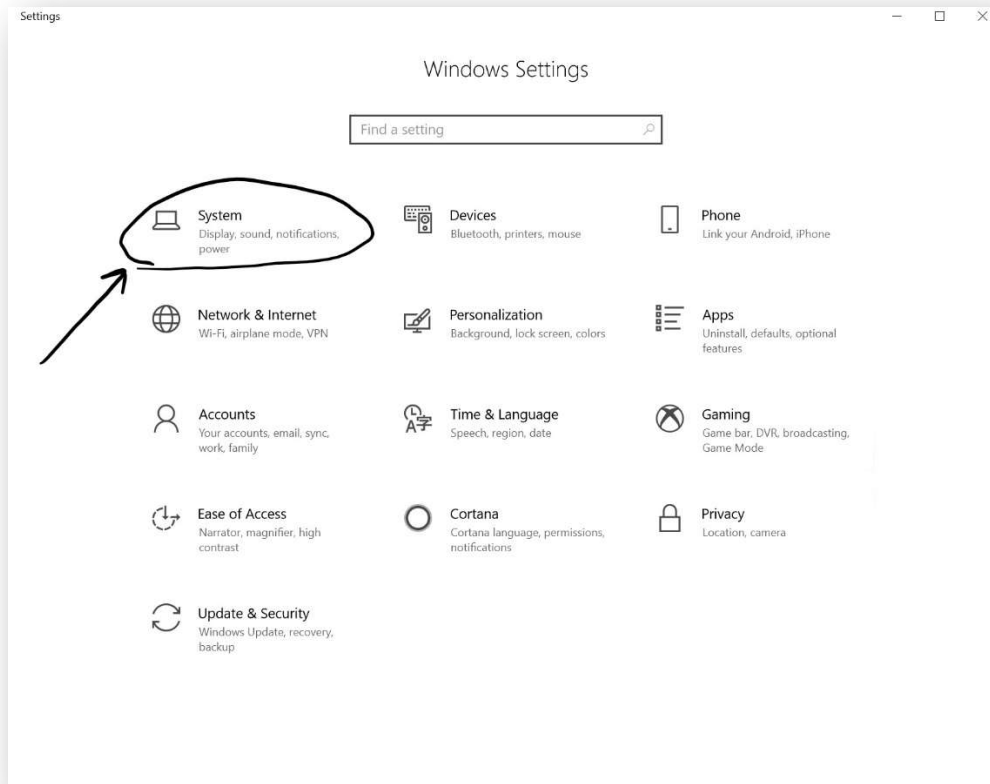 Settings
Windows Settings
Find a setting
System
Display, sound, notifications,
power
Devices
Bluetooth, printers, mouse
Phone
Link your Android, iPhone
Network & Internet
Wi-Fi, airplane mode, VPN
Personalization
Background, lock screen, colors
Apps
Uninstall, defaults, optional
features
Accounts
Your accounts, email, sync,
work, family
Time & Language
Speech, region, date
Gaming
Game bar, DVR, broadcasting,
Game Mode
Ease of Access
Narrator, magnifier, high
contrast
Cortana
Cortana language, permissions,
notifications
Privacy
Location, camera
Update & Security
Windows Update, recovery,
backup